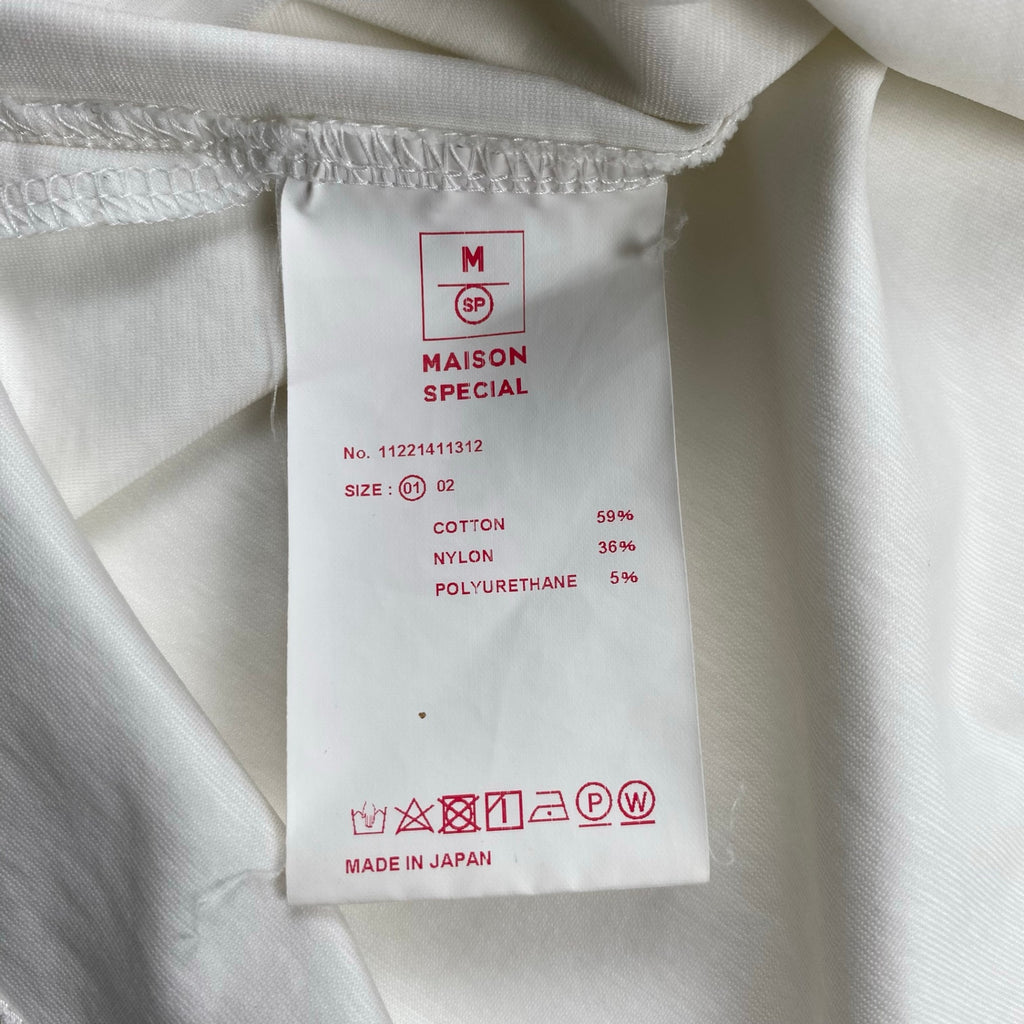 M
SP
MAISON
SPECIAL
No. 11221411312
SIZE : 01 02
COTTON 59%
NYLON 36%
POLYURETHANE 5%
P W
MADE IN JAPAN